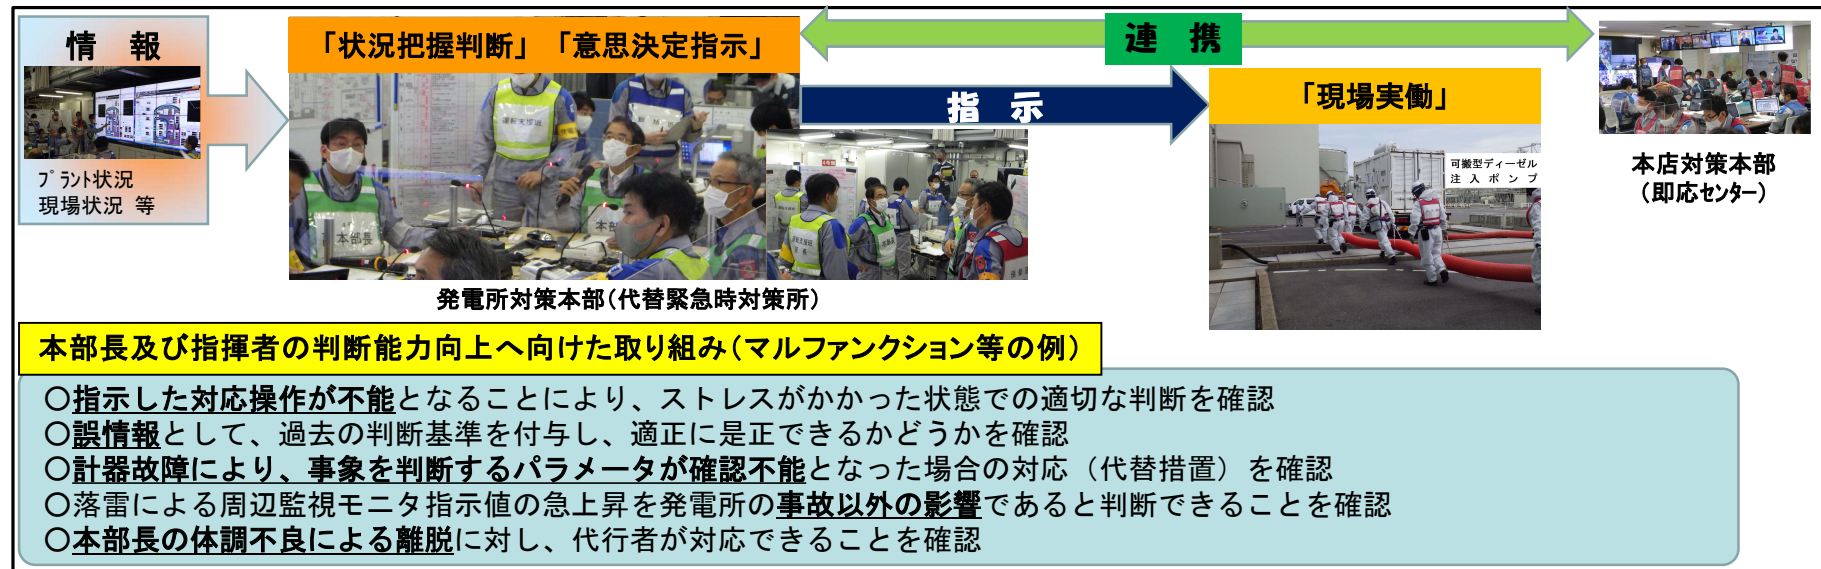 情　報
プラント状況
現場状況 等
「状況把握判断」「意思決定指示」
連　携
指　示
「現場実働」
可搬型ディーゼル
注入ポンプ
本店対策本部
（即応センター）
運転支援班
本部長
運転支援班
発電所対策本部（代替緊急時対策所）
本部長及び指揮者の判断能力向上へ向けた取り組み（マルファンクション等の例）
○指示した対応操作が不能となることにより、ストレスがかかった状態での適切な判断を確認
○誤情報として、過去の判断基準を付与し、適正に是正できるかどうかを確認
○計器故障により、事象を判断するパラメータが確認不能となった場合の対応（代替措置）を確認
○落雷による周辺監視モニタ指示値の急上昇を発電所の事故以外の影響であると判断できることを確認
○本部長の体調不良による離脱に対し、代行者が対応できることを確認